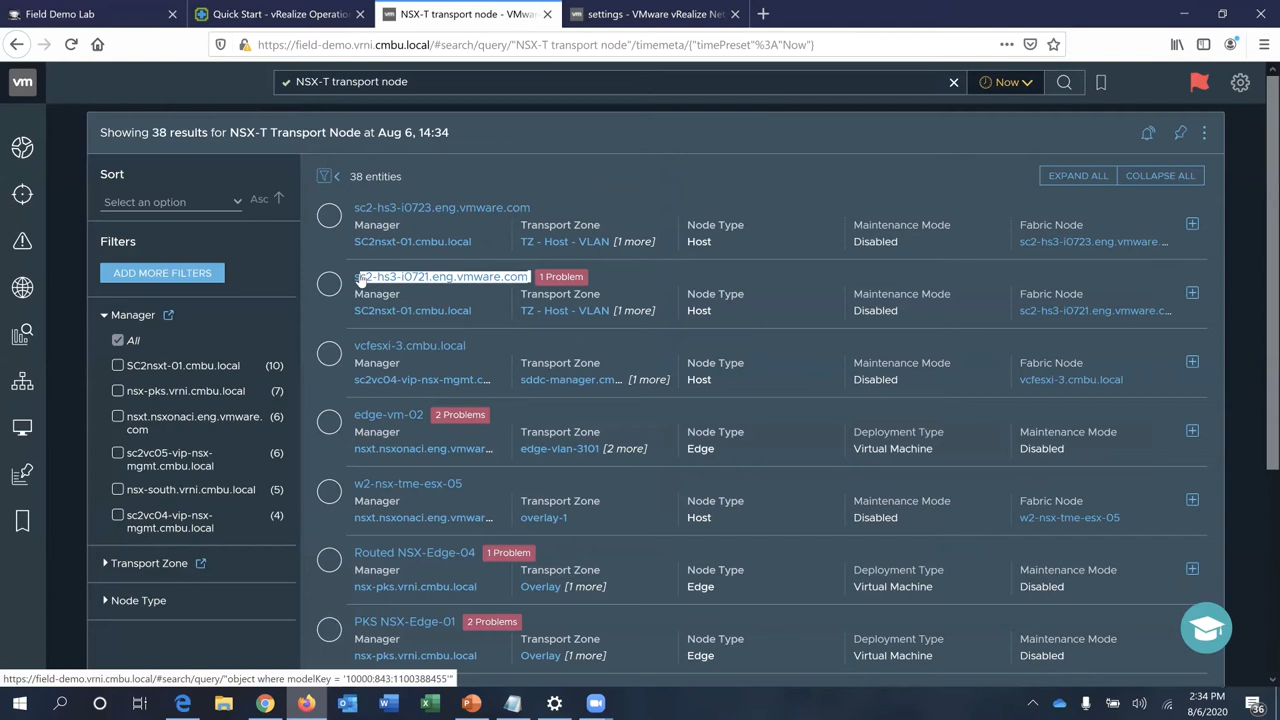 Field Demo Lab
Quick Start - vRealize Operation
NSX-T transport node - VMwa
settings - VMware vRealize Net
https://field-demo.vrni.cmbu.local/#search/query/"NSX-T transport node"/timemeta/{"timePreset"%3A"Now"}
vm
NSX-T transport node
Now
Showing 38 results for NSX-T Transport Node at Aug 6, 14:34
Sort
Select an option
Asc
Filters
ADD MORE FILTERS
Manager
All
SC2nsxt-01.cmbu.local (10)
nsx-pks.vrni.cmbu.local (7)
nsxt.nsxonaci.eng.vmware. (6)
com
sc2vc05-vip-nsx- (6)
mgmt.cmbu.local
nsx-south.vrni.cmbu.local (5)
sc2vc04-vip-nsx- (4)
mgmt.cmbu.local
Transport Zone
Node Type
38 entities
EXPAND ALL COLLAPSE ALL
sc2-hs3-i0723.eng.vmware.com
Manager Transport Zone Node Type Maintenance Mode Fabric Node
SC2nsxt-01.cmbu.local TZ - Host - VLAN [1 more] Host Disabled sc2-hs3-i0723.eng.vmware....
sc2-hs3-i0721.eng.vmware.com 1 Problem
Manager Transport Zone Node Type Maintenance Mode Fabric Node
SC2nsxt-01.cmbu.local TZ - Host - VLAN [1 more] Host Disabled sc2-hs3-i0721.eng.vmware.c...
vcfesxi-3.cmbu.local
Manager Transport Zone Node Type Maintenance Mode Fabric Node
sc2vc04-vip-nsx-mgmt.c... sddc-manager.cm... [1 more] Host Disabled vcfesxi-3.cmbu.local
edge-vm-02 2 Problems
Manager Transport Zone Node Type Deployment Type Maintenance Mode
nsxt.nsxonaci.eng.vmwar... edge-vlan-3101 [2 more] Edge Virtual Machine Disabled
w2-nsx-tme-esx-05
Manager Transport Zone Node Type Maintenance Mode Fabric Node
nsxt.nsxonaci.eng.vmwar... overlay-1 Host Disabled w2-nsx-tme-esx-05
Routed NSX-Edge-04 1 Problem
Manager Transport Zone Node Type Deployment Type Maintenance Mode
nsx-pks.vrni.cmbu.local Overlay [1 more] Edge Virtual Machine Disabled
PKS NSX-Edge-01 2 Problems
Manager Transport Zone Node Type Deployment Type Maintenance Mode
nsx-pks.vrni.cmbu.local Overlay [1 more] Edge Virtual Machine Disabled
https://field-demo.vrni.cmbu.local/#search/query/"object where modelKey = '10000:843:1100388455'"
2:34 PM
8/6/2020
36